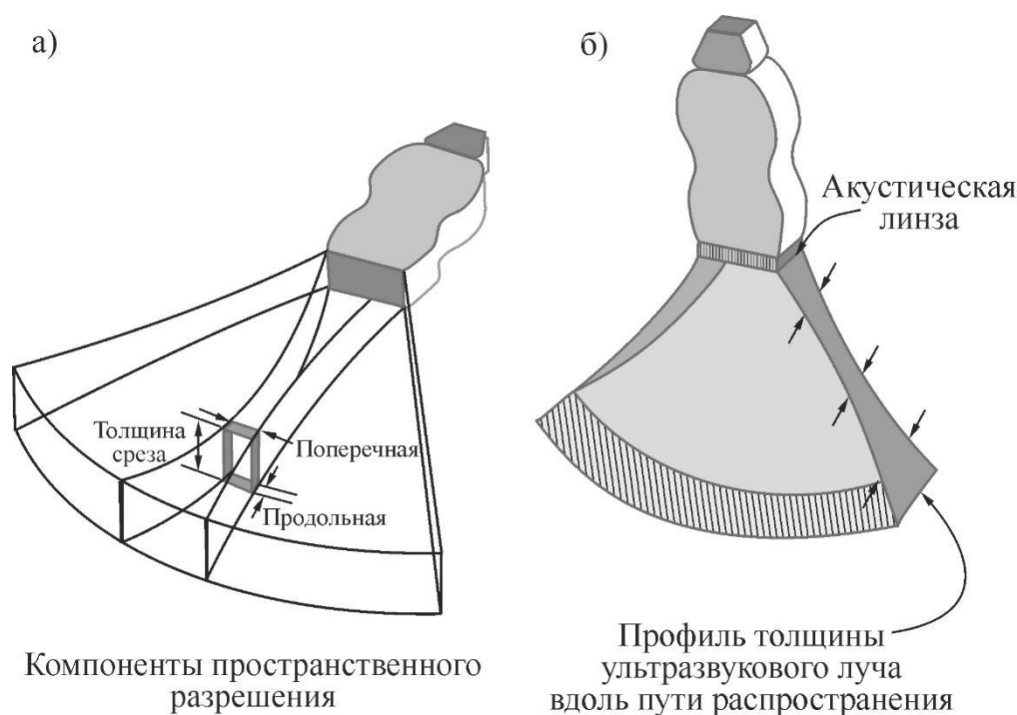 а)
б)
Акустическая
линза
Толщина
среза
Поперечная
Продольная
Компоненты пространственного
разрешения
Профиль толщины
ультразвукового луча
вдоль пути распространения